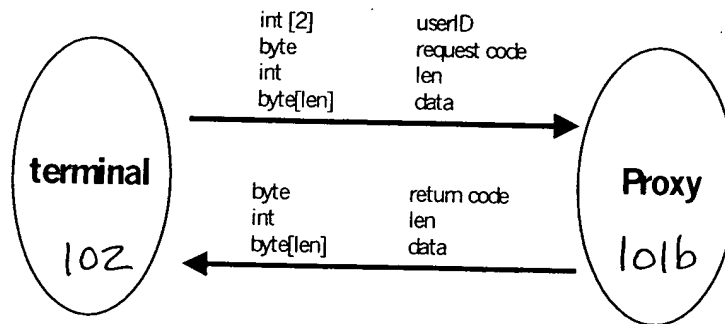 int [2] userID
byte request code
int len
byte[len] data
terminal
102
byte return code
int len
byte[len] data
Proxy
101b